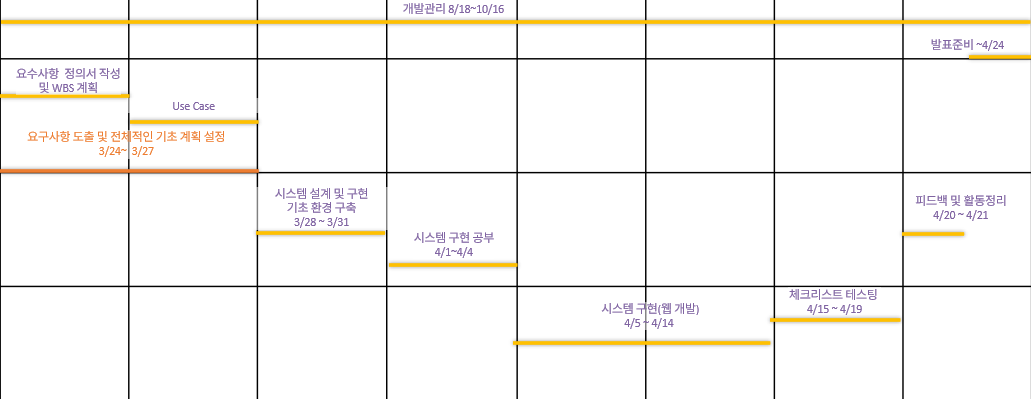 개발관리 8/18~10/16
발표준비 ~4/24
요수사항 정의서 작성
및 WBS 계획
Use Case
요구사항 도출 및 전체적인 기초 계획 설정
3/24~ 3/27
시스템 설계 및 구현
기초 환경 구축
3/28 ~ 3/31
시스템 구현 공부
4/1~4/4
피드백 및 활동정리
4/20 ~ 4/21
시스템 구현(웹 개발)
4/5 ~ 4/14
체크리스트 테스팅
4/15 ~ 4/19